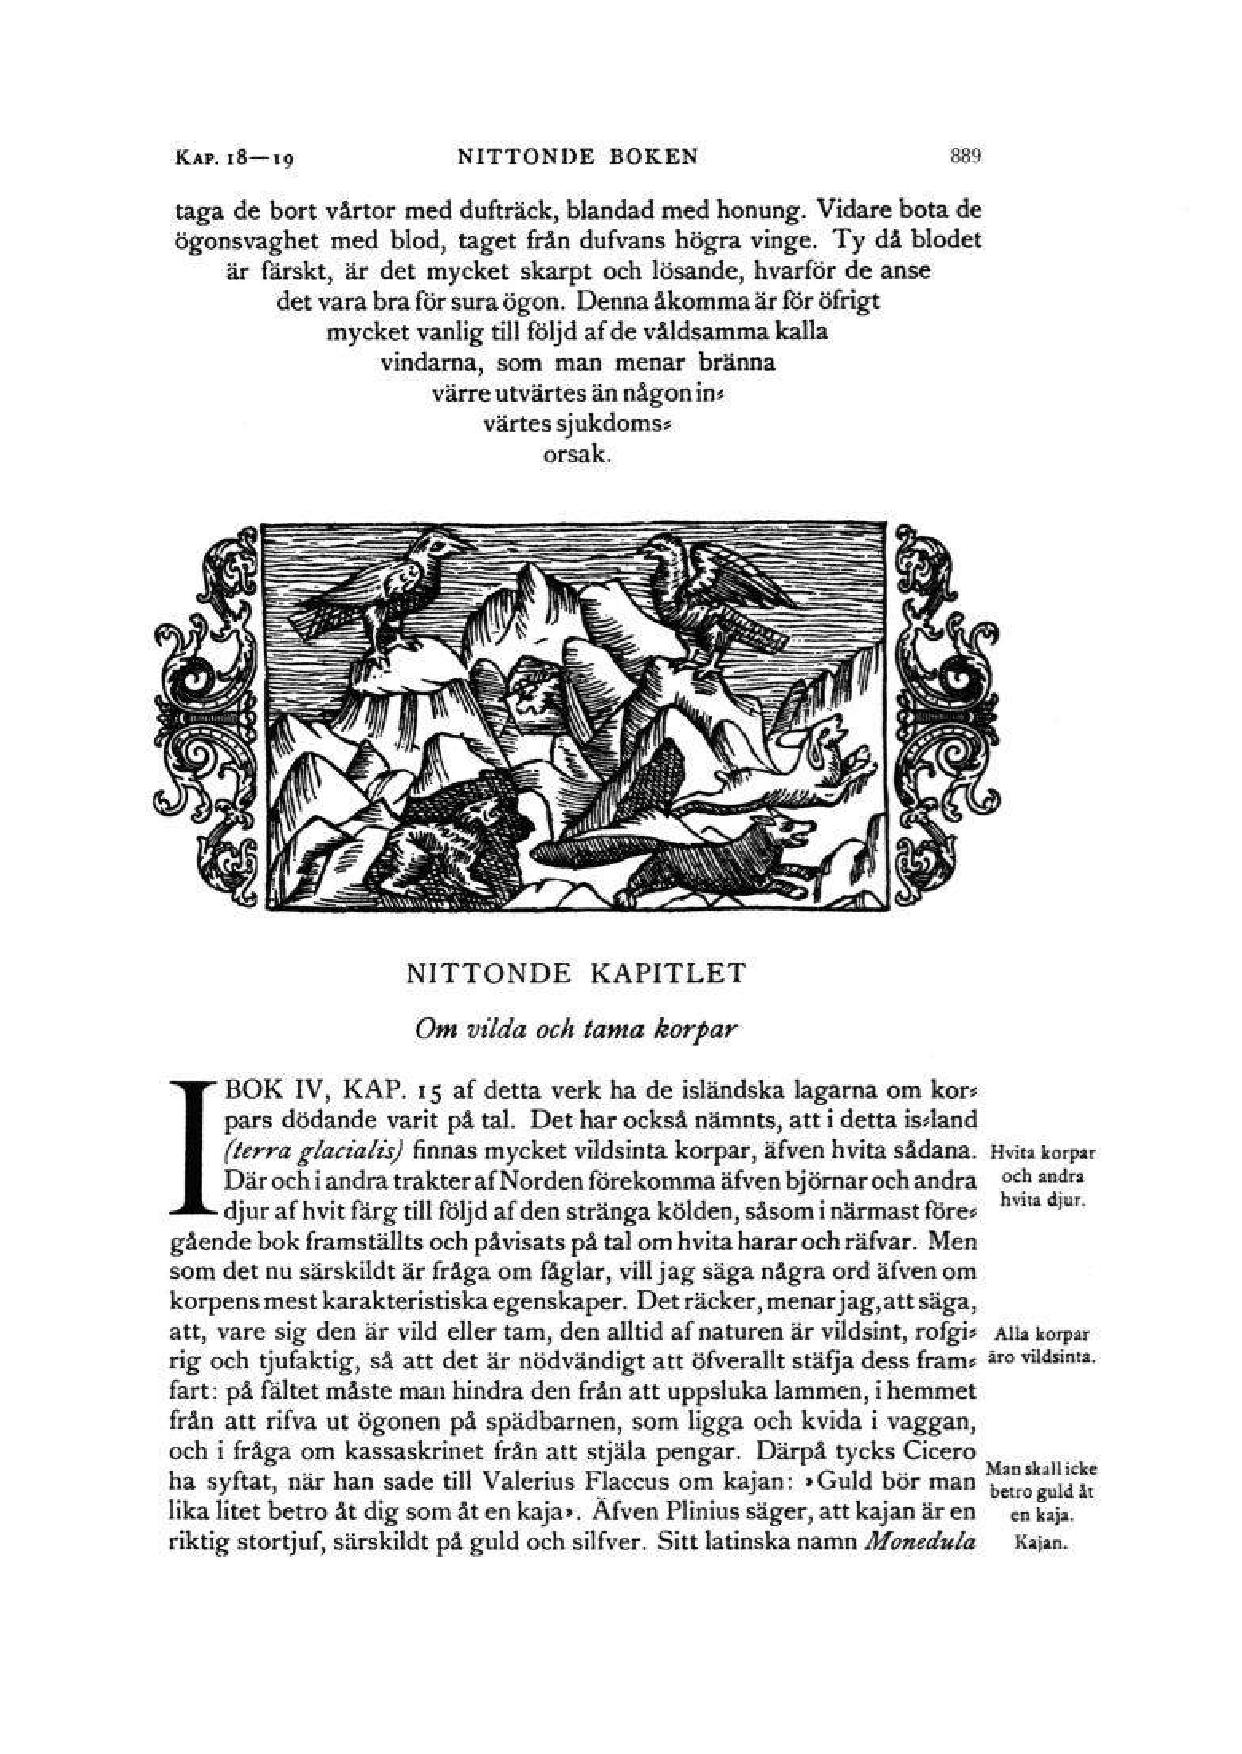 KAP. 18—19 NITTONDE BOKEN 889
taga de bort vårtor med dufträck, blandad med honung. Vidare bota de
ögonsvaghet med blod, taget från dufvans högra vinge. Ty då blodet
är färskt, är det mycket skarpt och lösande, hvarför de anse
det vara bra för sura ögon. Denna åkomma är för öfrigt
mycket vanlig till följd af de våldsamma kalla
vindarna, som man menar bränna
värre utvärtes än någon in-
värtes sjukdoms-
orsak.
NITTONDE KAPITLET
Om vilda och tama korpar
I BOK IV, KAP. 15 af detta verk ha de isländska lagarna om kor-
pars dödande varit på tal. Det har också nämnts, att i detta is-land
(terra glacialis) finnas mycket vildsinta korpar, äfven hvita sådana.
Där och i andra trakter af Norden förekomma äfven björnar och andra
djur af hvit färg till följd af den stränga kölden, såsom i närmast före-
gående bok framställts och påvisats på tal om hvita harar och räfvar. Men
som det nu särskildt är fråga om fåglar, vill jag säga några ord äfven om
korpens mest karakteristiska egenskaper. Det räcker, menar jag, att säga,
att, vare sig den är vild eller tam, den alltid af naturen är vildsint, rofgi-
rig och tjufaktig, så att det är nödvändigt att öfverallt stäfja dess fram-
fart: på fältet måste man hindra den från att uppsluka lammen, i hemmet
från att rifva ut ögonen på spädbarnen, som ligga och kvida i vaggan,
och i fråga om kassaskrinet från att stjäla pengar. Därpå tycks Cicero
ha syftat, när han sade till Valerius Flaccus om kajan: »Guld bör man
lika litet betro åt dig som åt en kaja». Äfven Plinius säger, att kajan är en
riktig stortjuf, särskildt på guld och silfver. Sitt latinska namn Monedula
Hvita korpar
och andra
hvita djur.
Alla korpar
äro vildsinta.
Man skall icke
betro guld åt
en kaja.
Kajan.